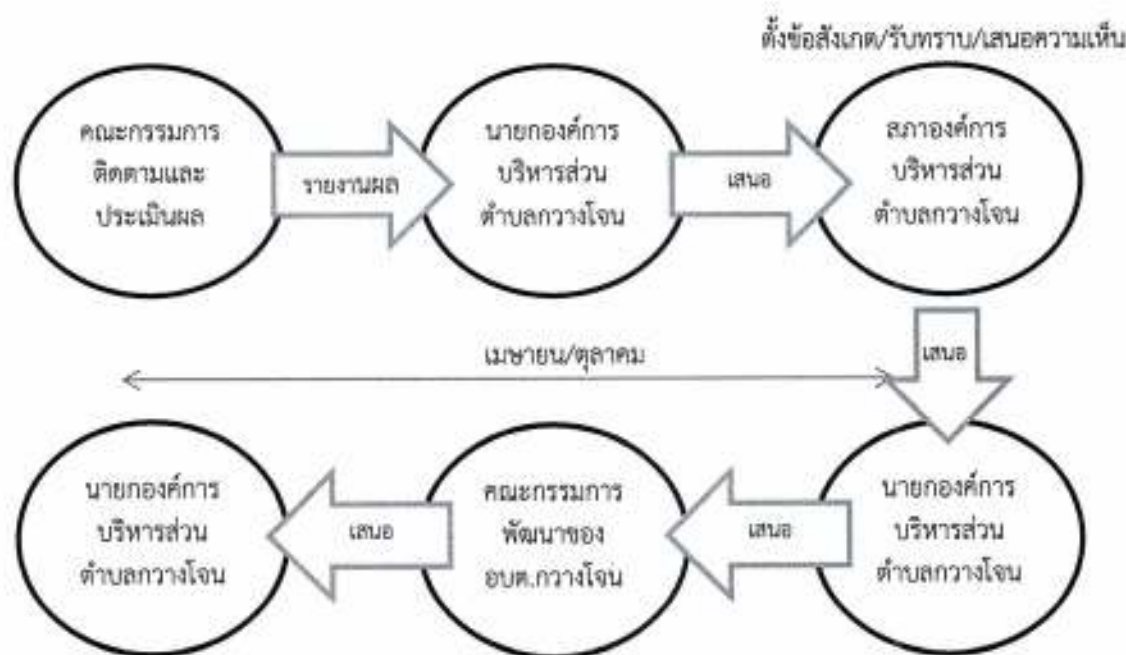 ตั้งข้อสังเกต/รับทราบ/เสนอความเห็น
คณะกรรมการ
ติดตามและ
ประเมินผล
รายงานผล
นายกองค์การ
บริหารส่วน
ตำบลกวางโจน
เสนอ
สภาองค์การ
บริหารส่วน
ตำบลกวางโจน
เสนอ
เมษายน/ตุลาคม
นายกองค์การ
บริหารส่วน
ตำบลกวางโจน
เสนอ
คณะกรรมการ
พัฒนาของ
อบต.กวางโจน
เสนอ
นายกองค์การ
บริหารส่วน
ตำบลกวางโจน